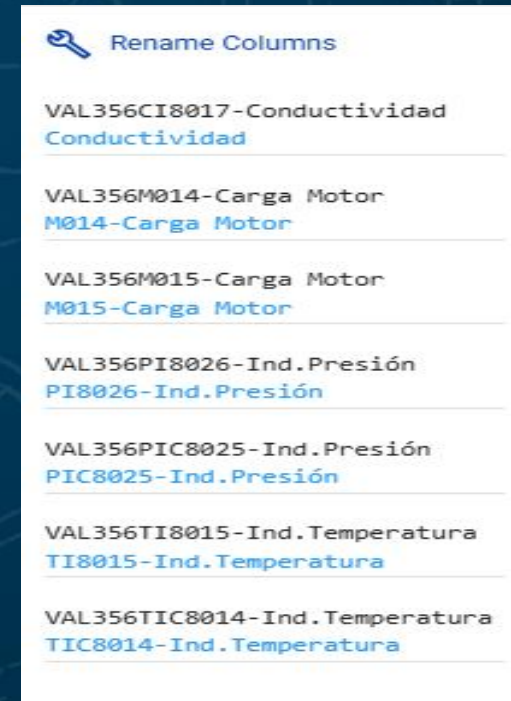 Rename Columns
VAL356CI8017-Conductividad
Conductividad
VAL356M014-Carga Motor
M014-Carga Motor
VAL356M015-Carga Motor
M015-Carga Motor
VAL356PI8026-Ind.Presión
PI8026-Ind.Presión
VAL356PIC8025-Ind.Presión
PIC8025-Ind.Presión
VAL356TI8015-Ind.Temperatura
TI8015-Ind.Temperatura
VAL356TIC8014-Ind.Temperatura
TIC8014-Ind.Temperatura